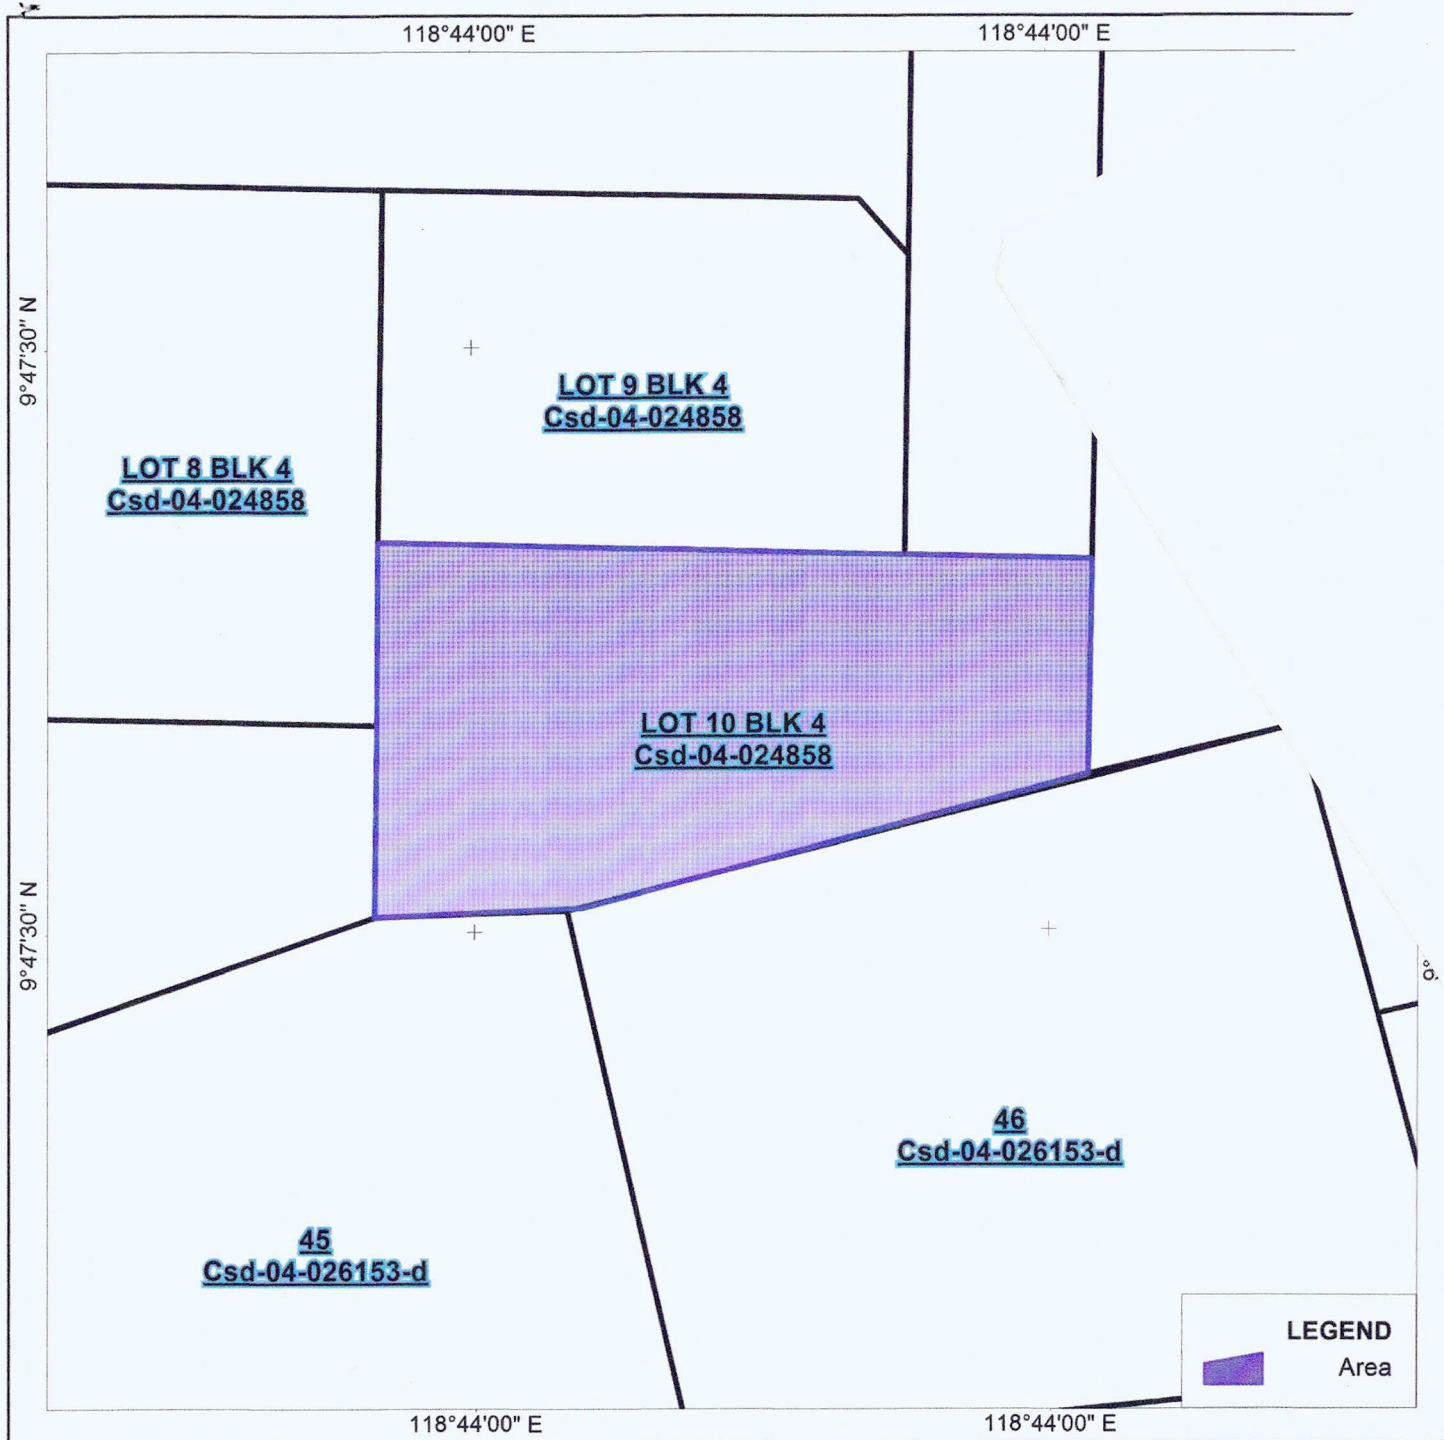 118°44'00" E
118°44'00" E
9°47'30" N
LOT 9 BLK 4
Csd-04-024858
LOT 8 BLK 4
Csd-04-024858
LOT 10 BLK 4
Csd-04-024858
9°47'30" N
9°
46
Csd-04-026153-d
45
Csd-04-026153-d
LEGEND
Area
118°44'00" E
118°44'00" E